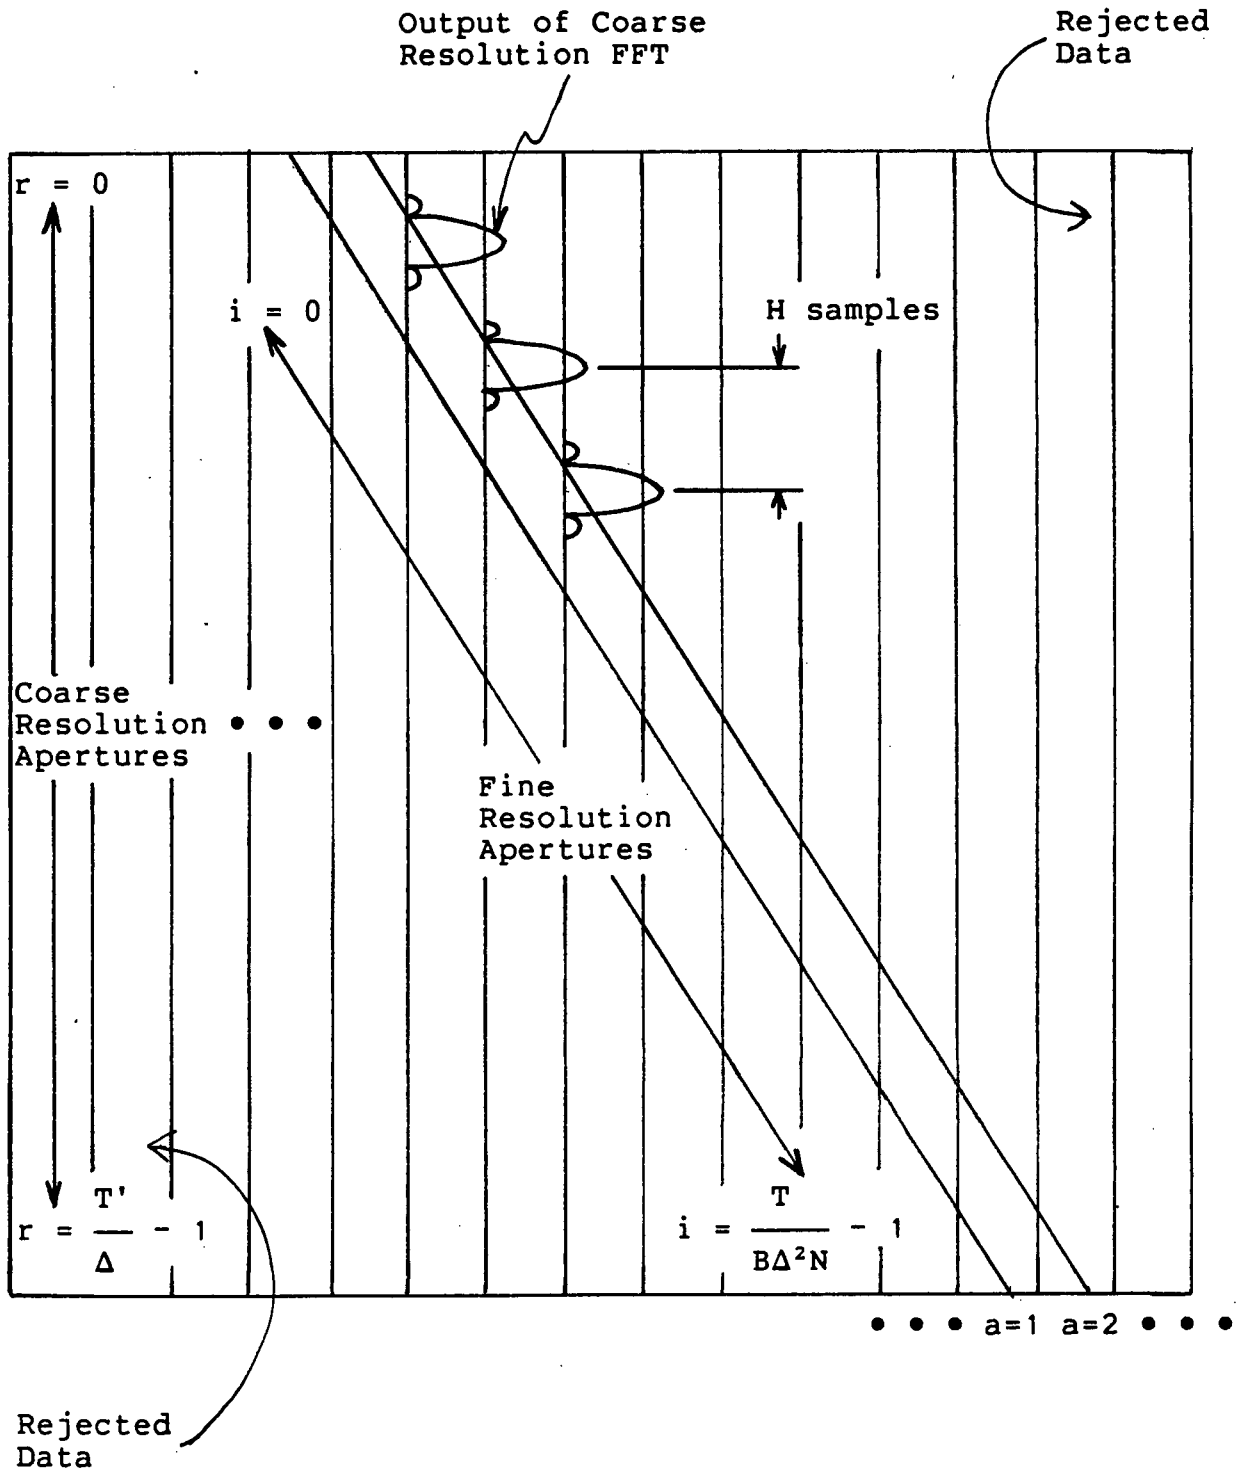 Output of Coarse
Resolution FFT
Rejected
Data
r = 0
i = 0
H samples
Coarse
Resolution • • •
Apertures
Fine
Resolution
Apertures
r = T'/Δ - 1
i = T/BΔ²N - 1
• • • a=1 a=2 • • •
Rejected
Data